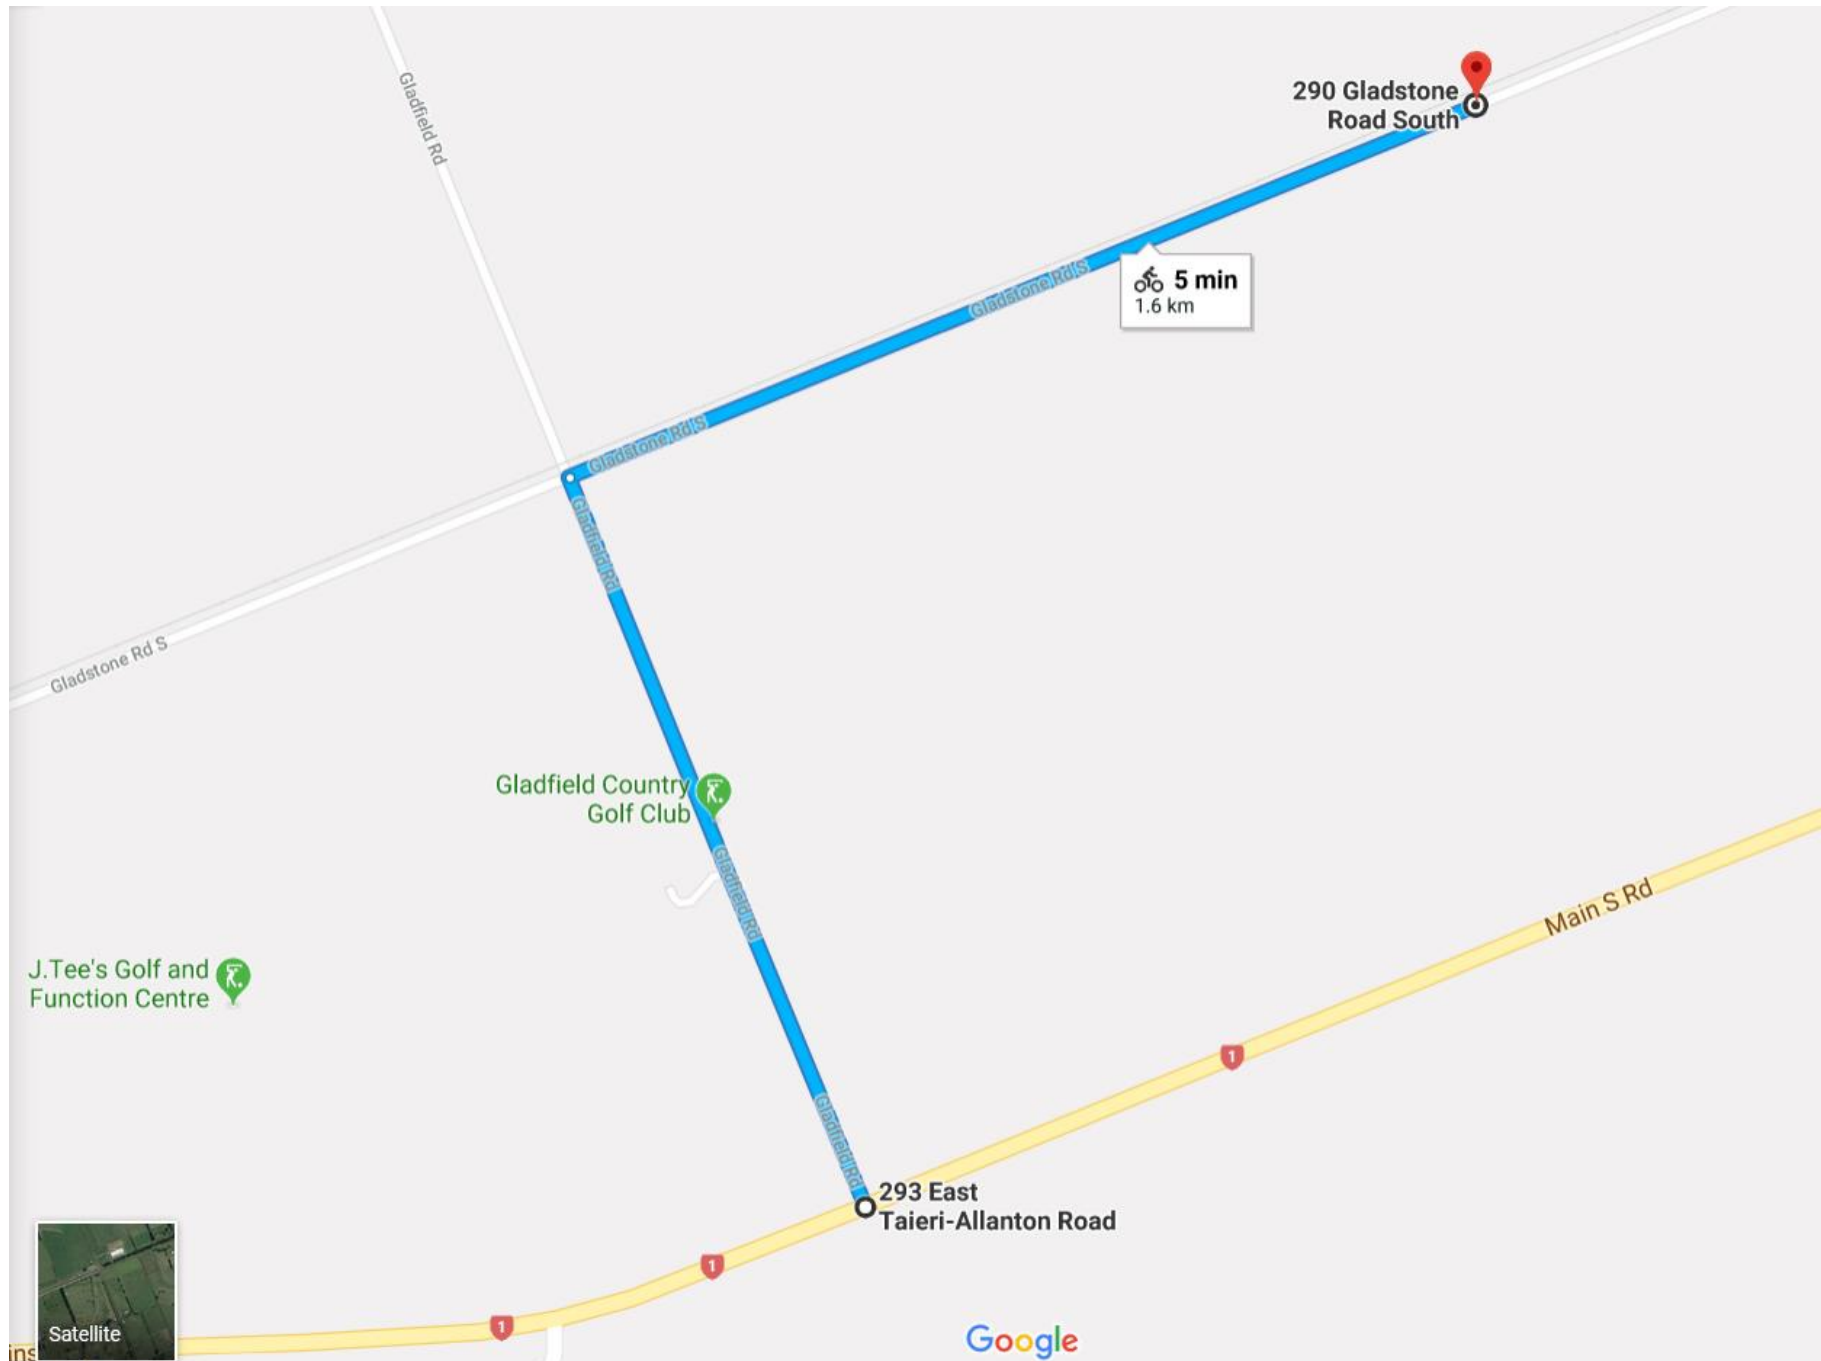 Gladfield Rd
290 Gladstone
Road South
Gladstone Rd S
5 min
1.6 km
Gladstone Rd S
Gladfield Rd
Gladstone Rd S
Gladfield Country
Golf Club
Gladfield Rd
Main S Rd
J.Tee's Golf and
Function Centre
1
Gladfield Rd
293 East
Taieri-Allanton Road
1
1
Satellite
Google